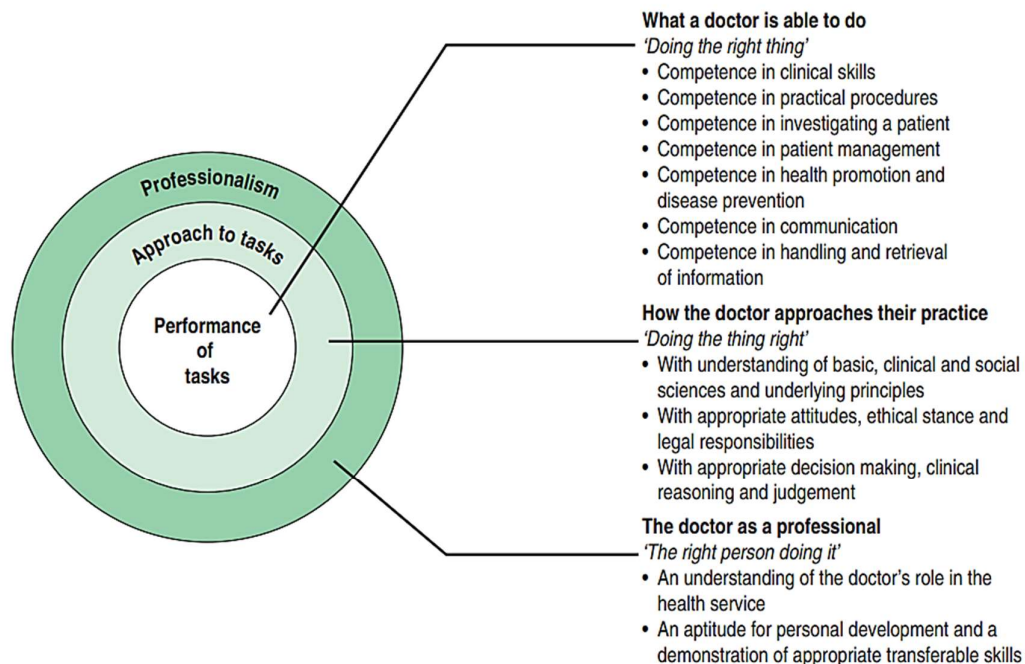 Professionalism
Approach to tasks
Performance
of
tasks
What a doctor is able to do
‘Doing the right thing’
• Competence in clinical skills
• Competence in practical procedures
• Competence in investigating a patient
• Competence in patient management
• Competence in health promotion and
disease prevention
• Competence in communication
• Competence in handling and retrieval
of information
How the doctor approaches their practice
‘Doing the thing right’
• With understanding of basic, clinical and social
sciences and underlying principles
• With appropriate attitudes, ethical stance and
legal responsibilities
• With appropriate decision making, clinical
reasoning and judgement
The doctor as a professional
‘The right person doing it’
• An understanding of the doctor’s role in the
health service
• An aptitude for personal development and a
demonstration of appropriate transferable skills